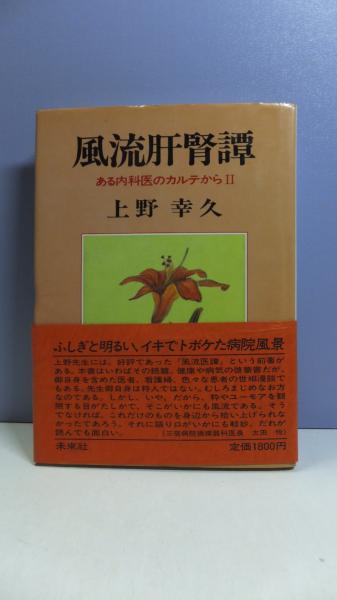 風流肝腎譚
ある内科医のカルテからⅡ
上野 幸久
ふしぎと明るい、イキでトボケた病院風景
上野先生には、好評であった「風流医譚」という前書が
ある。本書はいわばその続篇。健康や病気の啓蒙書だが、
御自身を含めた医者、看護婦、色々な患者の世相漫談でも
もある。先生御自身は粋人ではない。むしろまじめなお方
なのである。しかし、いや、だから、粋やユーモアを観
照する目がたしかで、そこがいかにも風流である。そう
でなければ、これだけのものを身辺から拾い上げられな
かったであろう。それに語り口がいかにも軽妙。だれが
読んでも面白い。
未來社
定価1800円